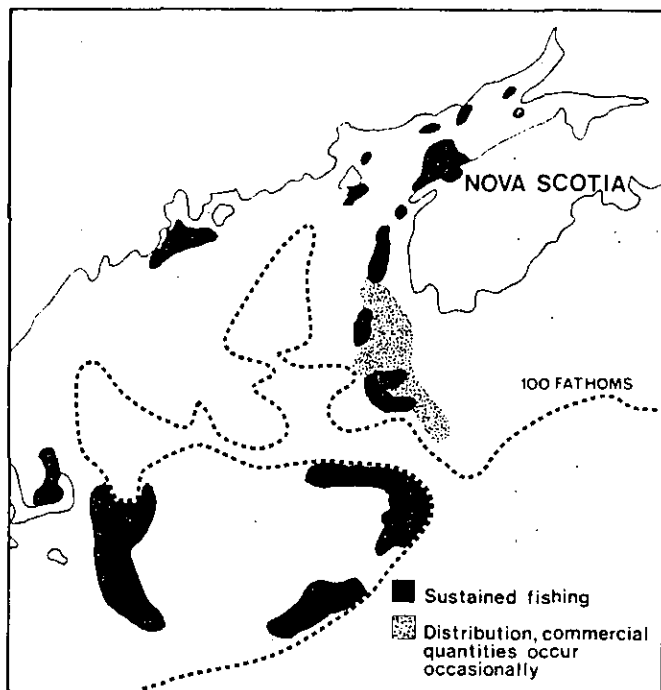 NOVA SCOTIA
100 FATHOMS
Sustained fishing
Distribution, commercial
quantities occur
occasionally